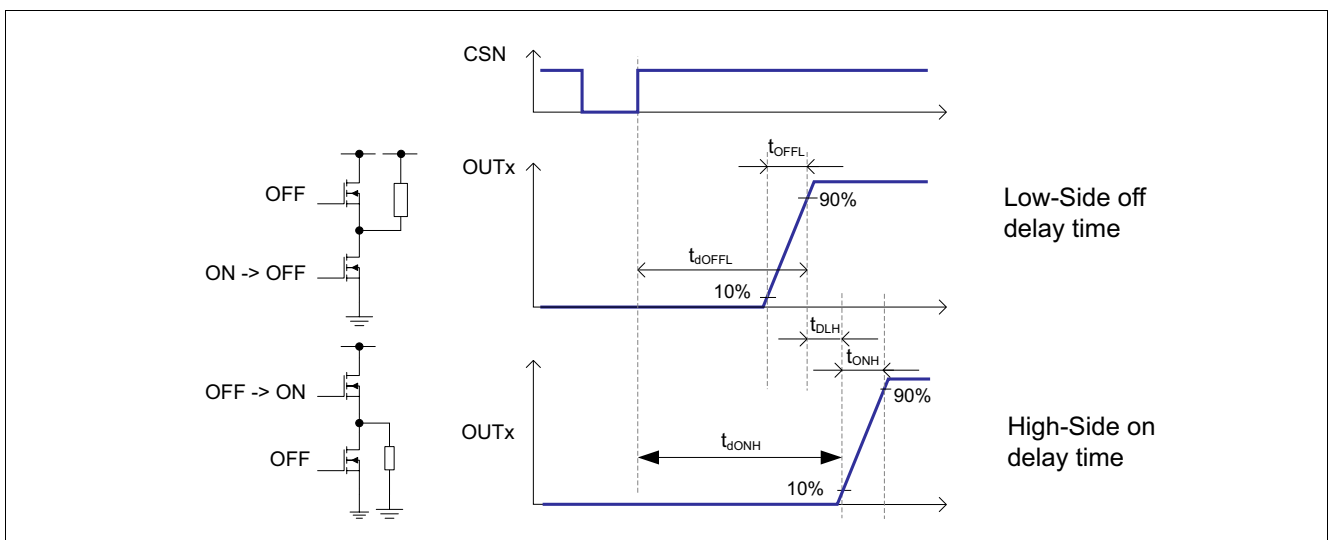 CSN
OUTx
tOFFL
OFF
90%
Low-Side off
delay time
ON -> OFF
tdOFFL
10%
tDLH
tONH
OFF -> ON
90%
OUTx
High-Side on
delay time
tdONH
OFF
10%